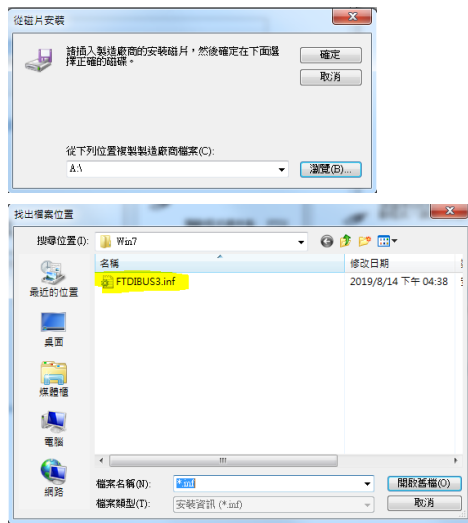 從磁片安裝
請插入製造廠商的安裝磁片，然後確定在下面選
擇正確的磁碟。
確定
取消
從下列位置複製製造廠商檔案(C):
A:\
瀏覽(B)...
找出檔案位置
搜尋位置(I):
Win7
名稱
修改日期
FTDIBUS3.inf
2019/8/14 下午 04:38
最近的位置
桌面
媒體櫃
電腦
網路
檔案名稱(N):
*.inf
開啟舊檔(O)
檔案類型(T):
安裝資訊 (*.inf)
取消